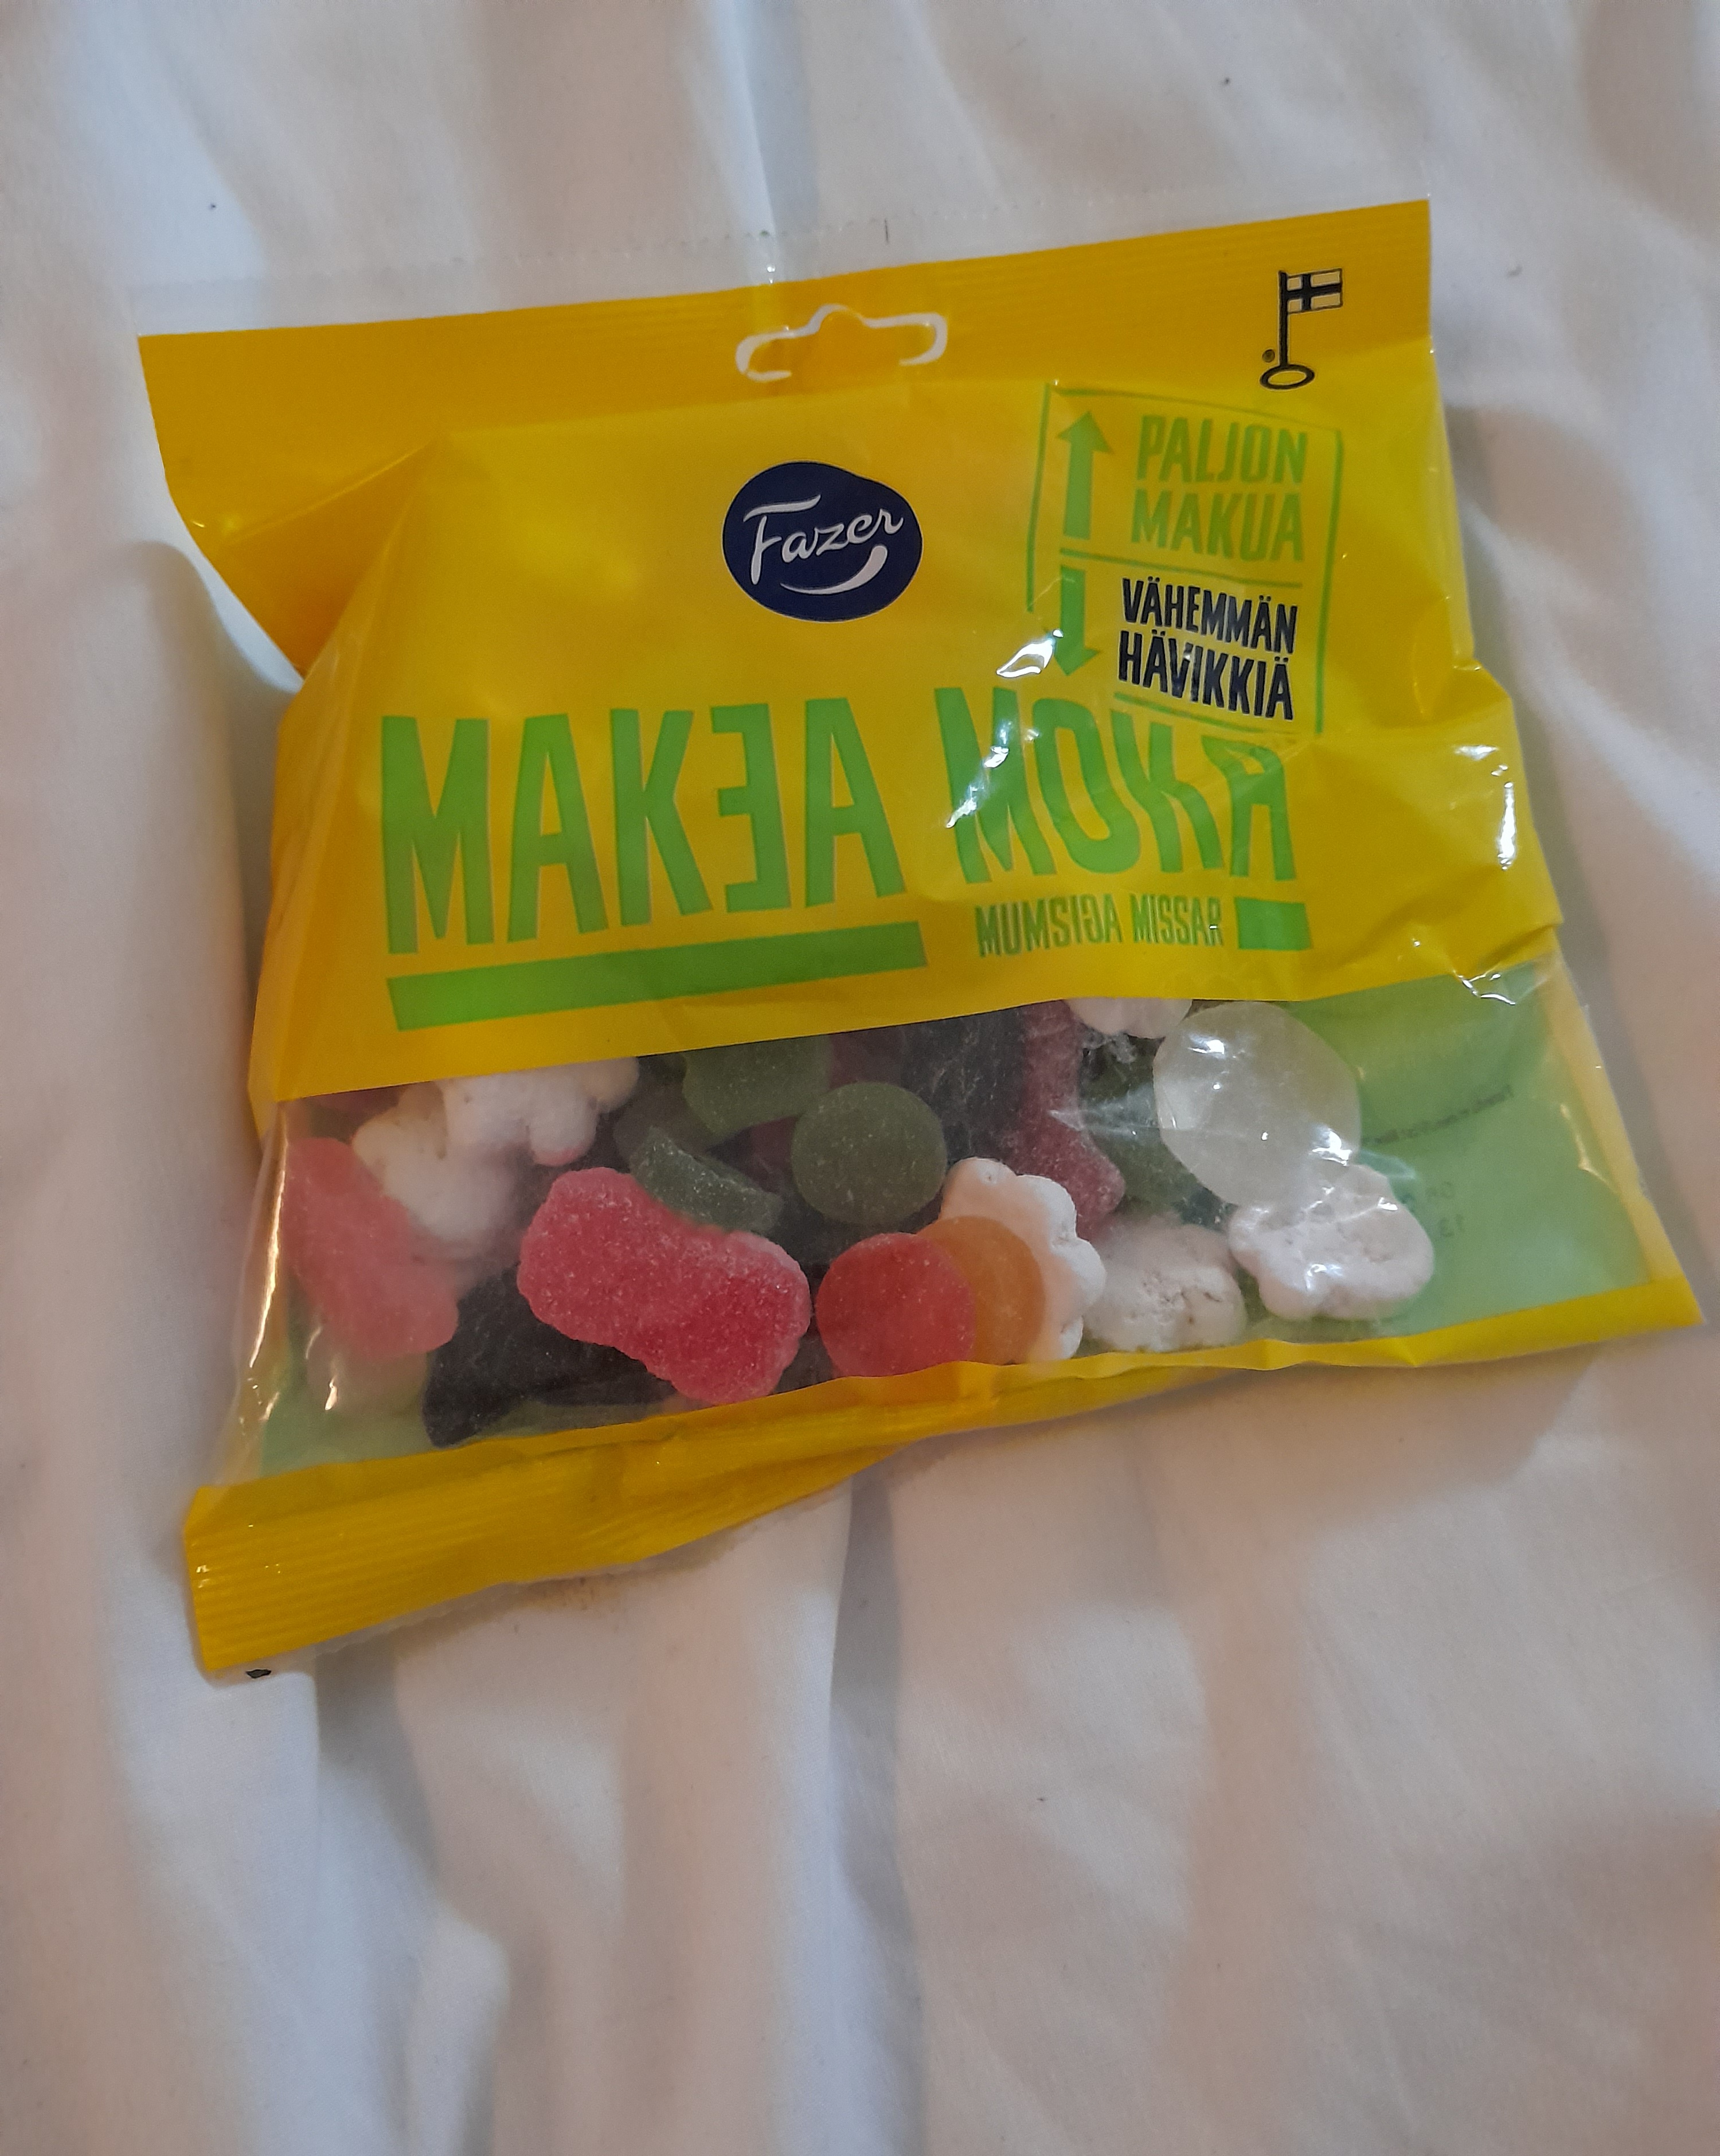 Fazer
PALJON
MAKUA
VÄHEMMÄN
HÄVIKKIÄ
MAKEA MOKA
MUMSIGA MISSAR